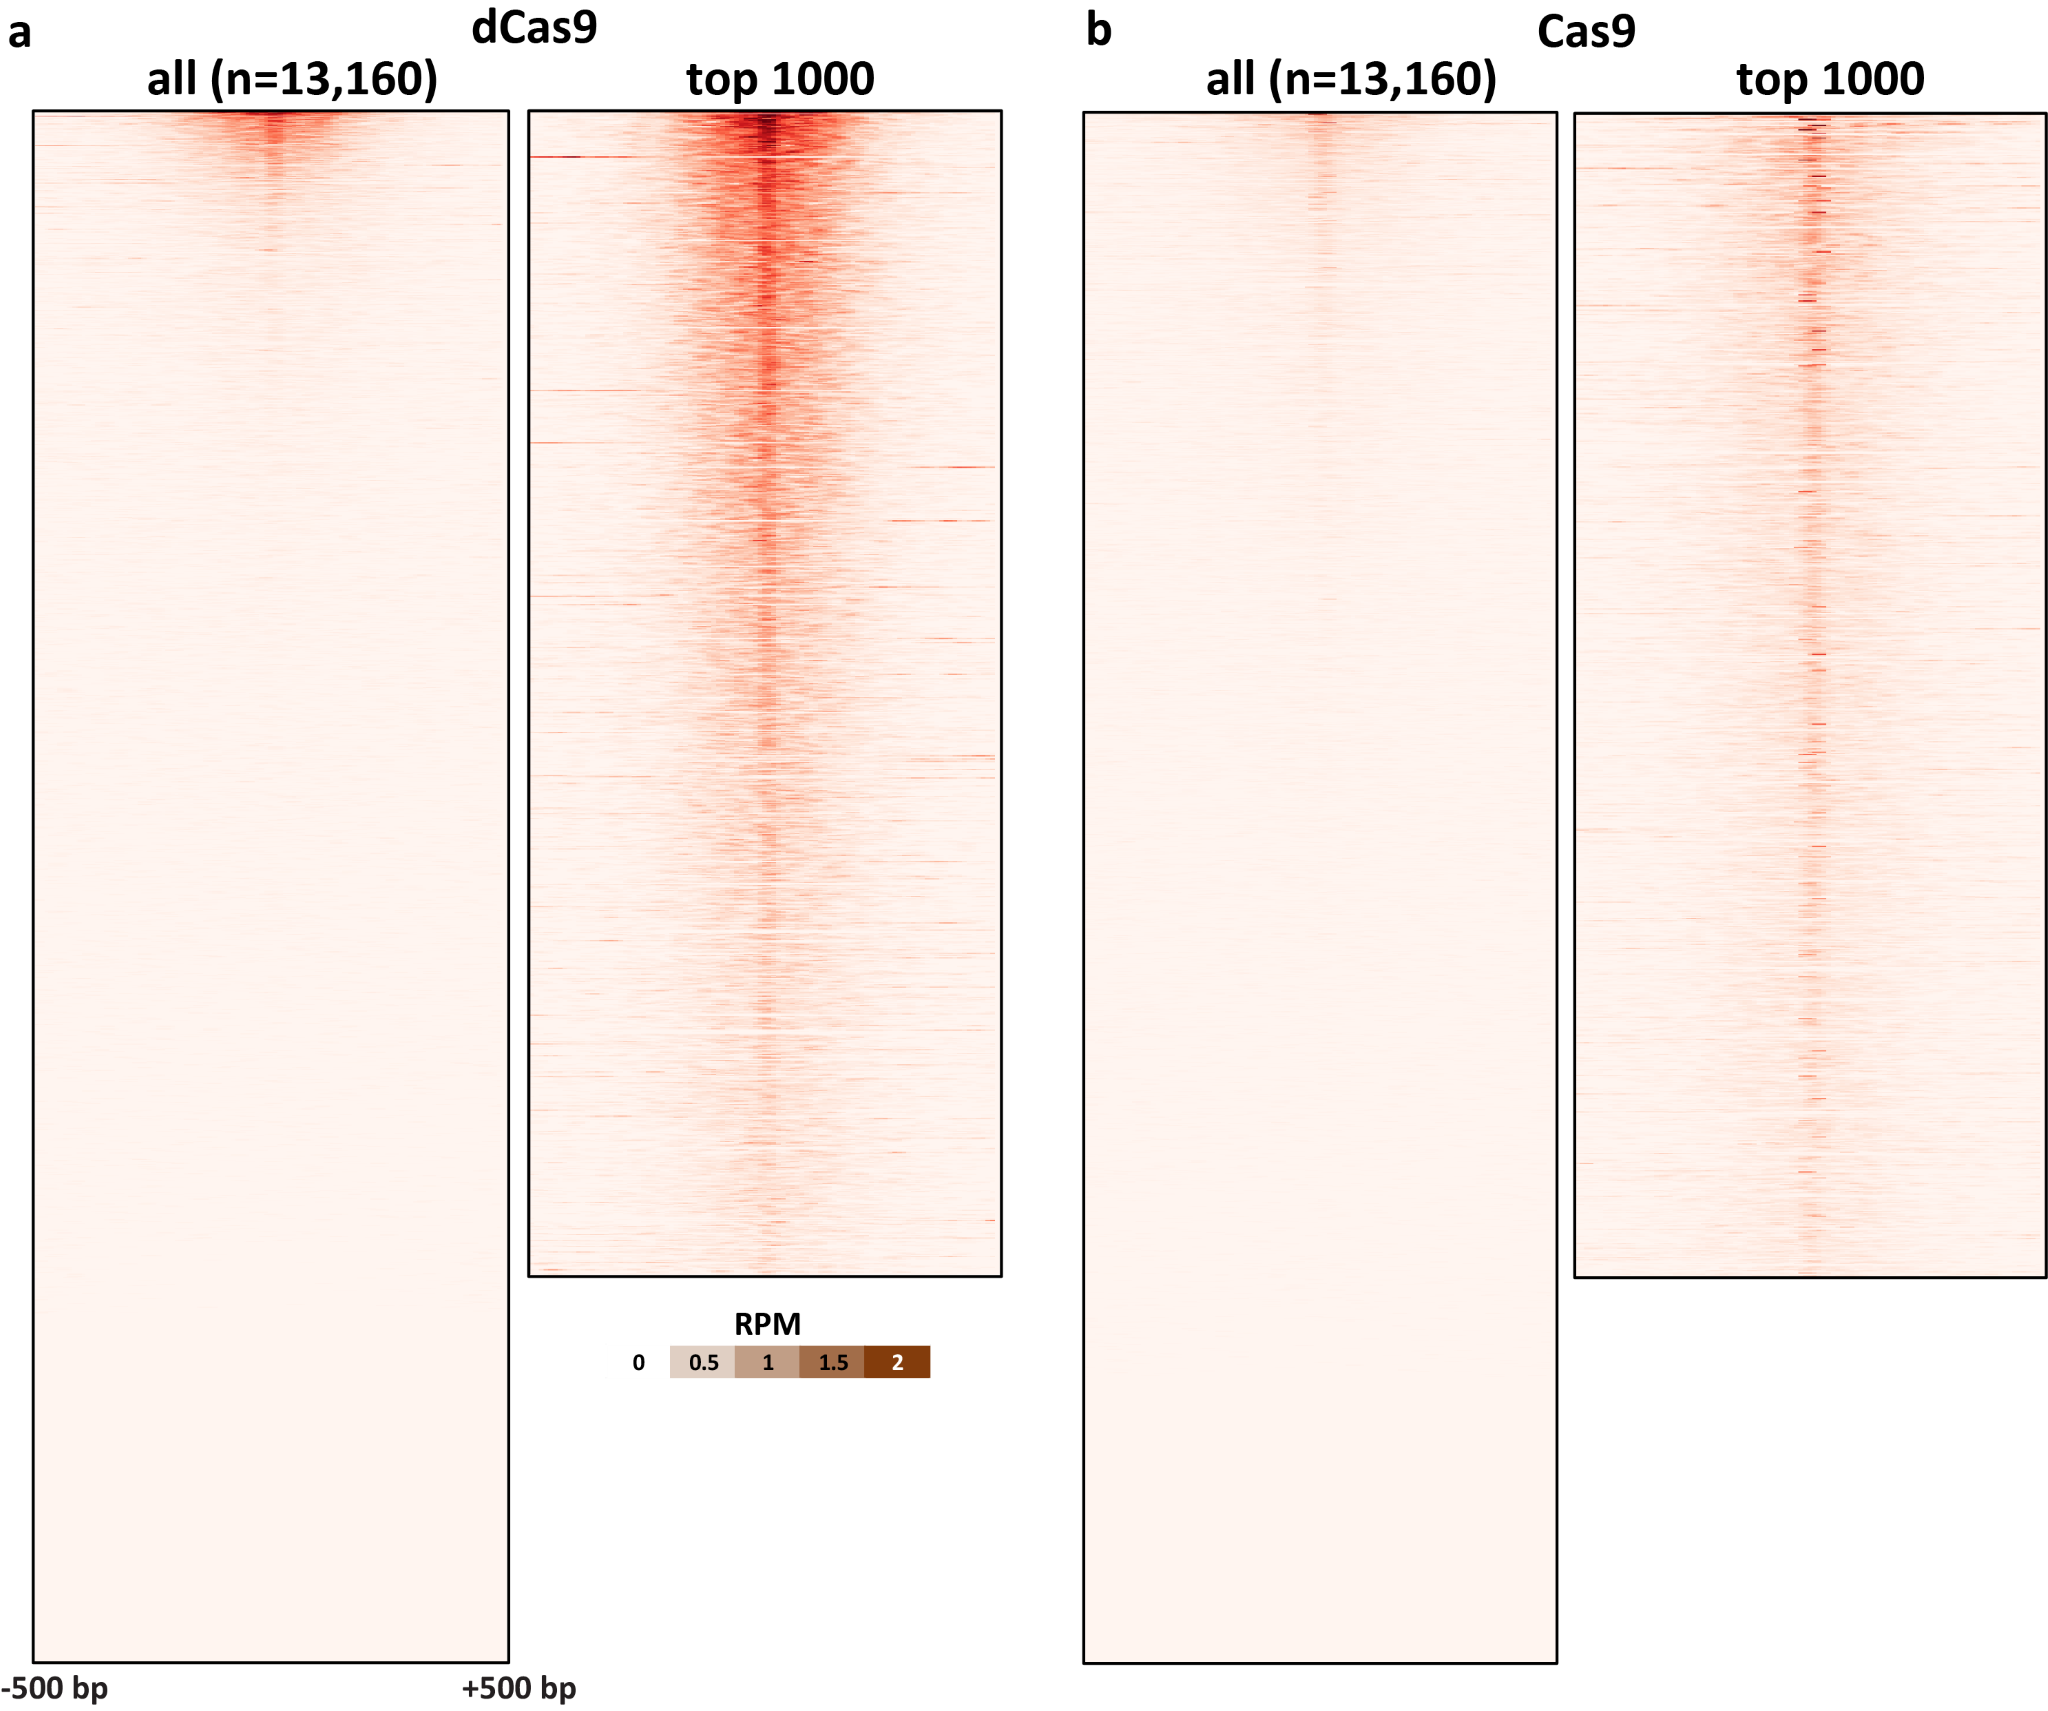 a
dCas9
all (n=13,160)
top 1000
b
Cas9
all (n=13,160)
top 1000
RPM
0 0.5 1 1.5 2
-500 bp
+500 bp